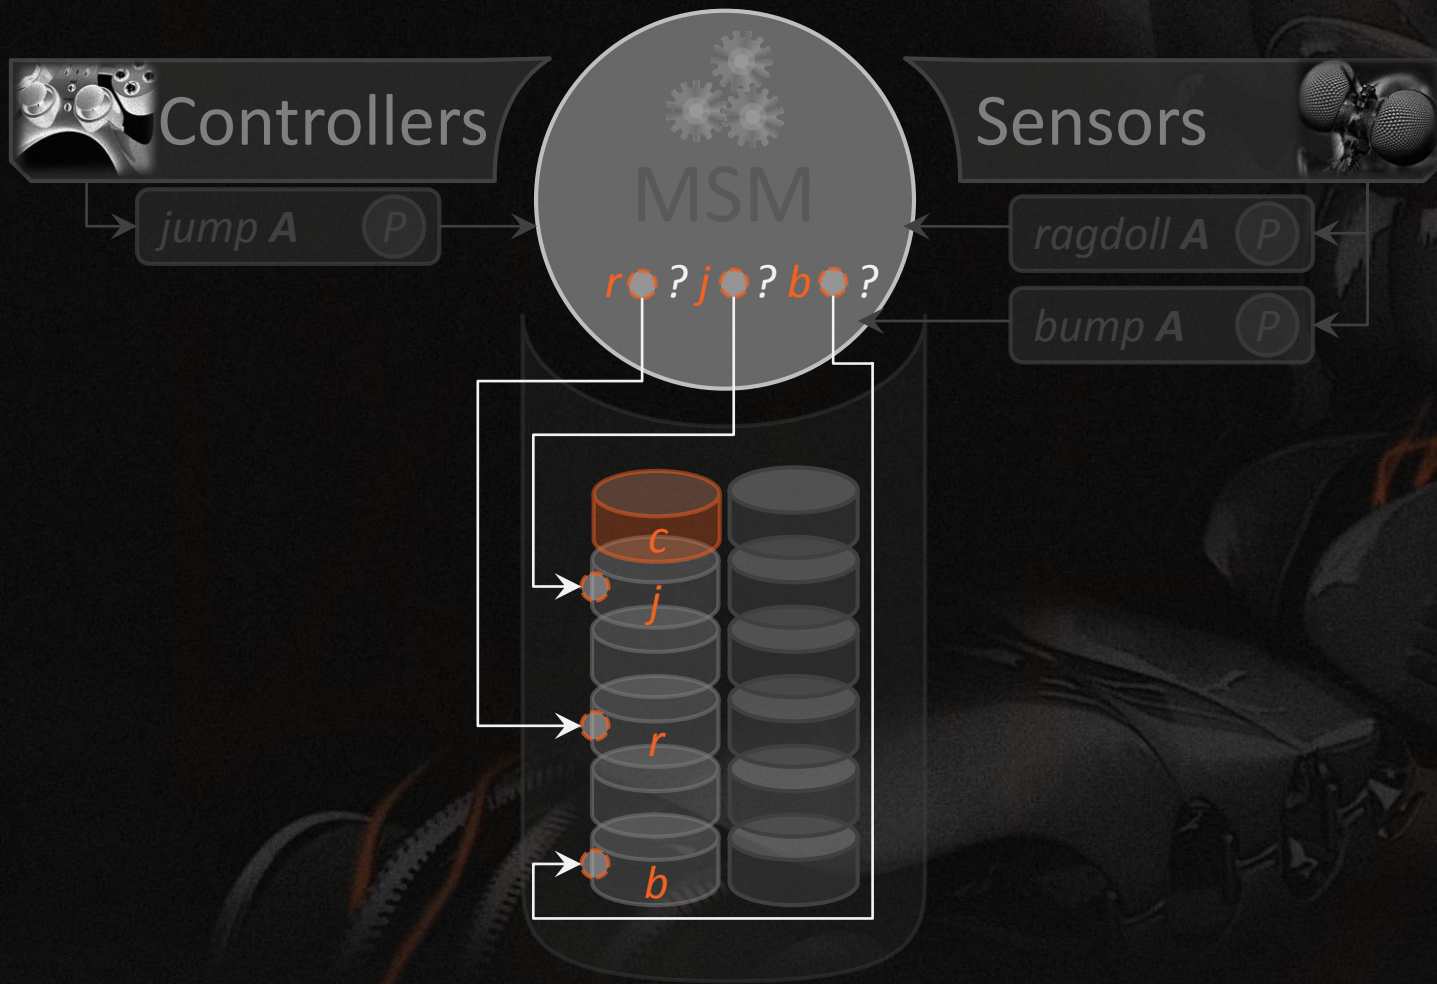 Controllers
MSM
Sensors
jump A P
ragdoll A P
bump A P
r ? j ? b ?
c
j
r
b